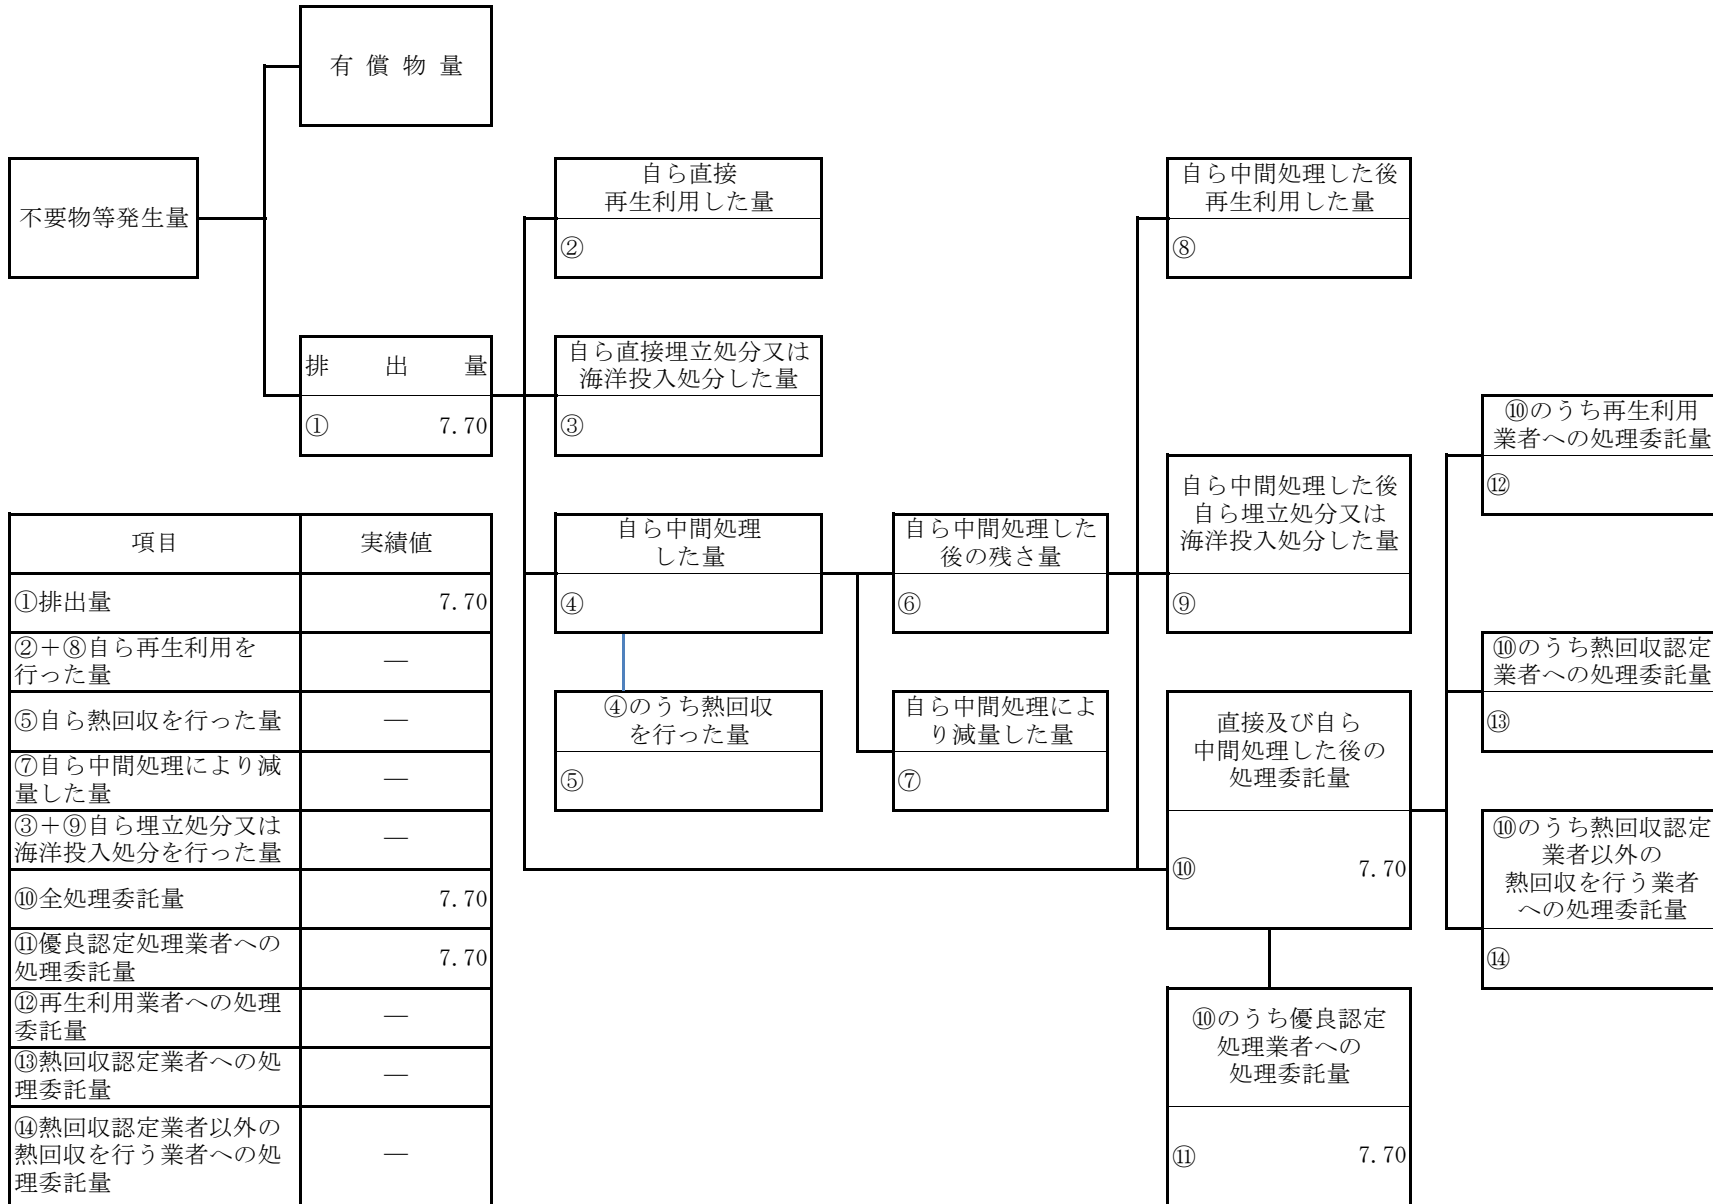 有 償 物 量
不要物等発生量
自ら直接
再生利用した量
②
自ら中間処理した後
再生利用した量
⑧
排 出 量
① 7.70
自ら直接埋立処分又は
海洋投入処分した量
③
自ら中間処理
した量
④
自ら中間処理した
後の残さ量
⑥
自ら中間処理した後
自ら埋立処分又は
海洋投入処分した量
⑨
④のうち熱回収
を行った量
⑤
自ら中間処理によ
り減量した量
⑦
直接及び自ら
中間処理した後の
処理委託量
⑩ 7.70
⑩のうち優良認定
処理業者への
処理委託量
⑪ 7.70
⑩のうち再生利用
業者への処理委託量
⑫
⑩のうち熱回収認定
業者への処理委託量
⑬
⑩のうち熱回収認定
業者以外の
熱回収を行う業者
への処理委託量
⑭
項目 実績値
①排出量 7.70
②＋⑧自ら再生利用を
行った量 ―
⑤自ら熱回収を行った量 ―
⑦自ら中間処理により減
量した量 ―
③＋⑨自ら埋立処分又は
海洋投入処分を行った量 ―
⑩全処理委託量 7.70
⑪優良認定処理業者への
処理委託量 7.70
⑫再生利用業者への処理
委託量 ―
⑬熱回収認定業者への処
理委託量 ―
⑭熱回収認定業者以外の
熱回収を行う業者への処
理委託量 ―